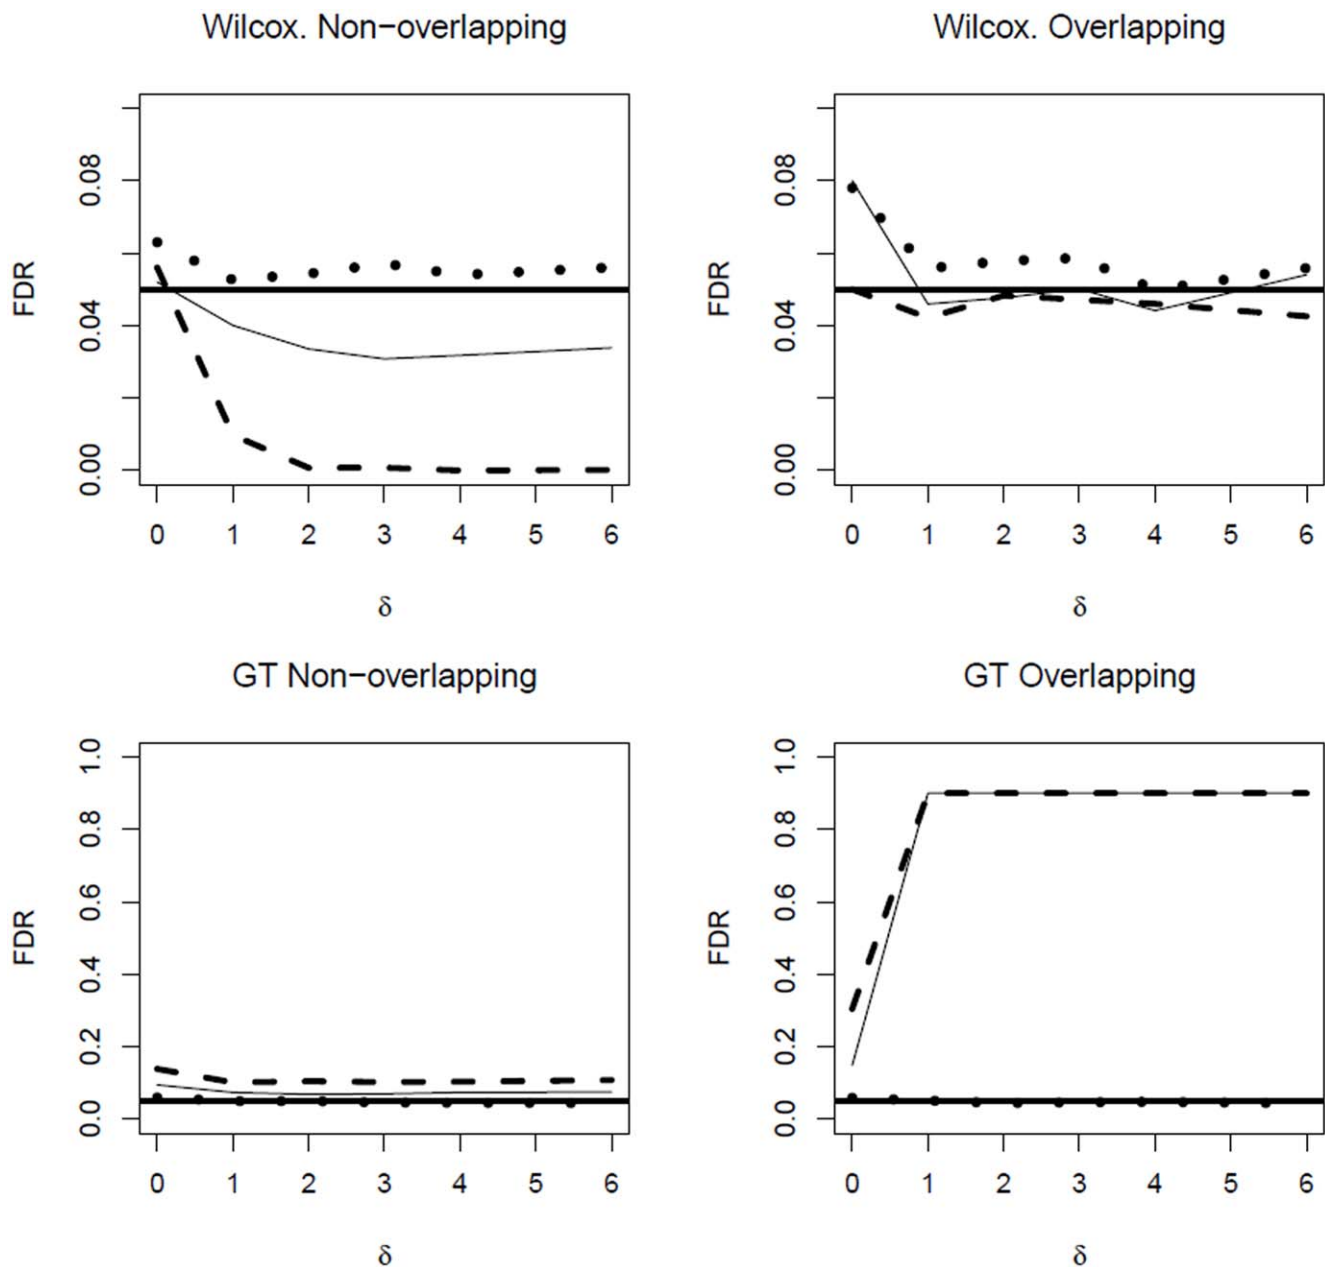 Wilcox. Non−overlapping
FDR
0.00 0.04 0.08
0 1 2 3 4 5 6
δ
Wilcox. Overlapping
FDR
0.00 0.04 0.08
0 1 2 3 4 5 6
δ
GT Non−overlapping
FDR
0.0 0.2 0.4 0.6 0.8 1.0
0 1 2 3 4 5 6
δ
GT Overlapping
FDR
0.0 0.2 0.4 0.6 0.8 1.0
0 1 2 3 4 5 6
δ